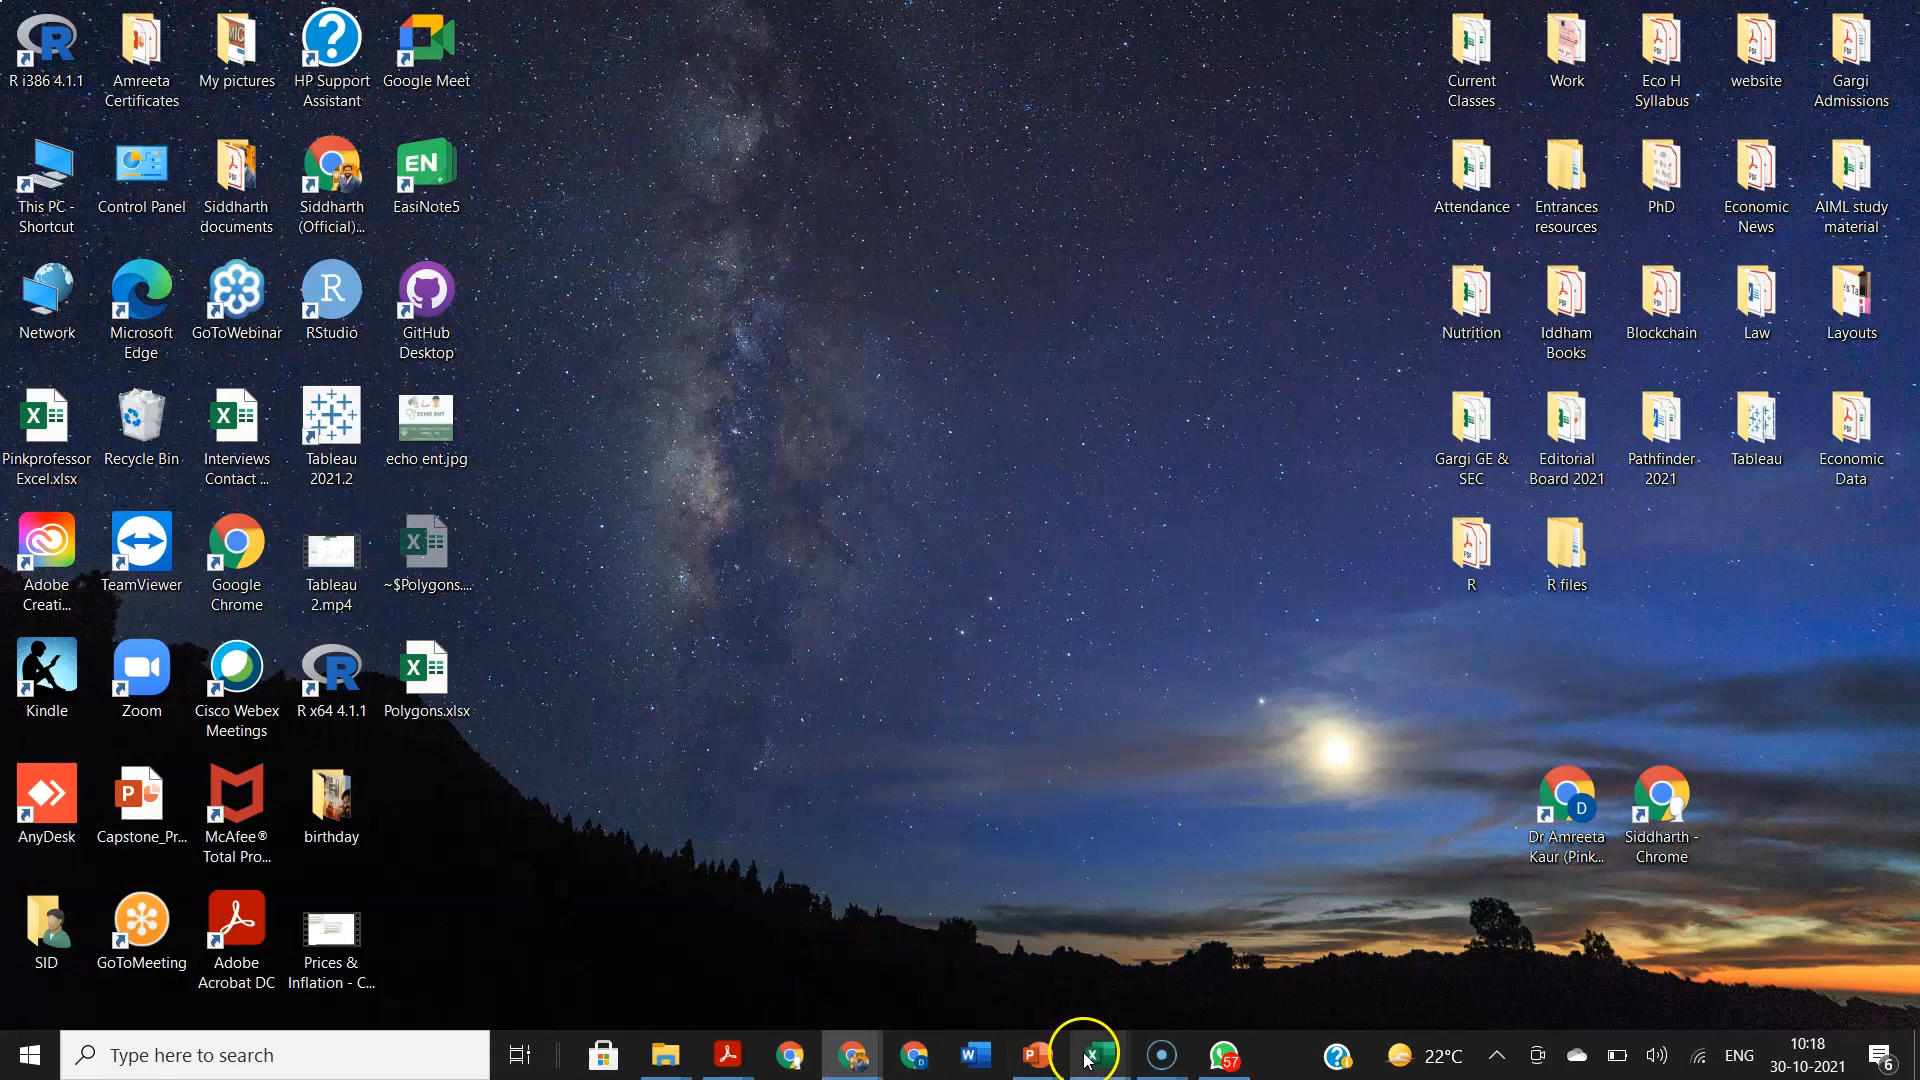 R i386 4.1.1
Amreeta
Certificates
My pictures
HP Support
Assistant
Google Meet
Current
Classes
Work
Eco H
Syllabus
website
Gargi
Admissions
This PC -
Shortcut
Control Panel
Siddharth
documents
Siddharth
(Official)...
EN
EasiNote5
Attendance
Entrances
resources
PhD
Economic
News
AIML study
material
Network
Microsoft
Edge
GoToWebinar
RStudio
GitHub
Desktop
Nutrition
Iddham
Books
Blockchain
Law
Layouts
Pinkprofessor
Excel.xlsx
Recycle Bin
Interviews
Contact ...
Tableau
2021.2
echo ent.jpg
Gargi GE &
SEC
Editorial
Board 2021
Pathfinder
2021
Tableau
Economic
Data
Adobe
Creati...
TeamViewer
Google
Chrome
Tableau
2.mp4
~$Polygons....
R
R files
Kindle
Zoom
Cisco Webex
Meetings
R x64 4.1.1
Polygons.xlsx
AnyDesk
Capstone_Pr...
McAfee®
Total Pro...
birthday
Dr Amreeta
Kaur (Pink...
Siddharth -
Chrome
SID
GoToMeeting
Adobe
Acrobat DC
Prices &
Inflation - C...
Type here to search
57
22°C
ENG
10:18
30-10-2021
6